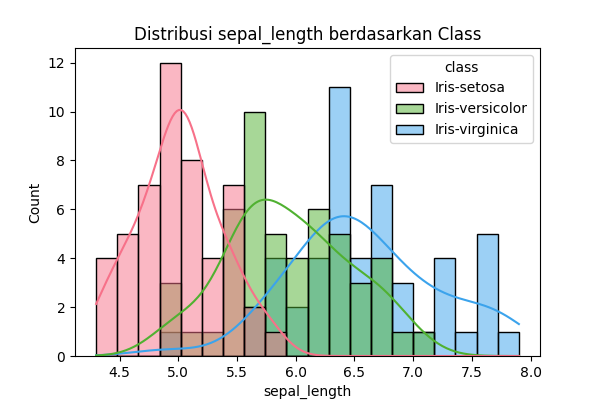 Distribusi sepal_length berdasarkan Class
class
Iris-setosa
Iris-versicolor
Iris-virginica
Count
12
10
8
6
4
2
0
4.5 5.0 5.5 6.0 6.5 7.0 7.5 8.0
sepal_length